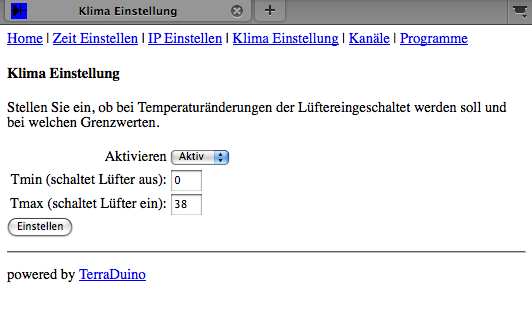 Klima Einstellung
Home | Zeit Einstellen | IP Einstellen | Klima Einstellung | Kanäle | Programme
Klima Einstellung
Stellen Sie ein, ob bei Temperaturänderungen der Lüftereingeschaltet werden soll und
bei welchen Grenzwerten.
Aktivieren Aktiv
Tmin (schaltet Lüfter aus): 0
Tmax (schaltet Lüfter ein): 38
Einstellen
powered by TerraDuino